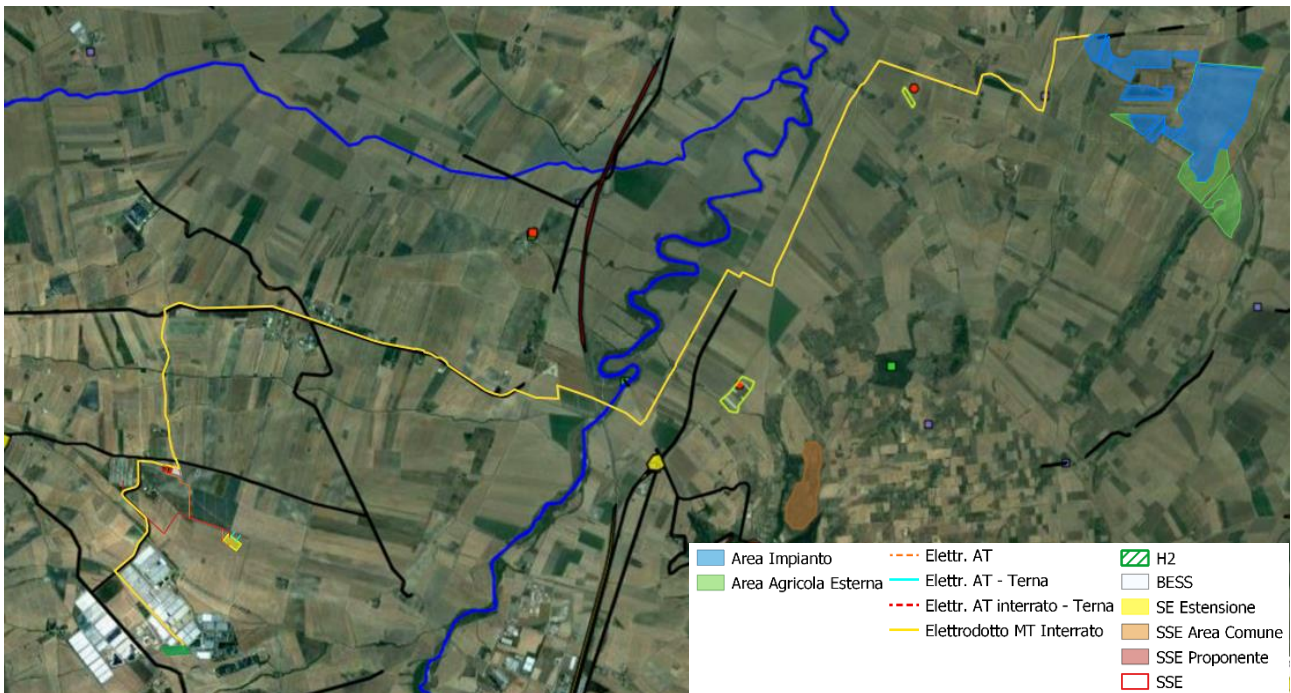 Area Impianto
Area Agricola Esterna
Elettr. AT
Elettr. AT - Terna
Elettr. AT interrato - Terna
Elettrodotto MT Interrato
H2
BESS
SE Estensione
SSE Area Comune
SSE Proponente
SSE